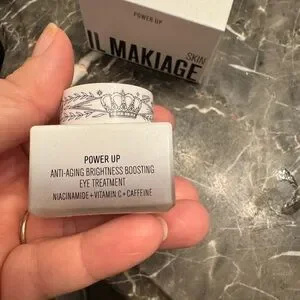 POWER UP
IL MAKIAGE
SKIN
POWER UP
ANTI-AGING BRIGHTNESS BOOSTING
EYE TREATMENT
NIACINAMIDE + VITAMIN C + CAFFEINE